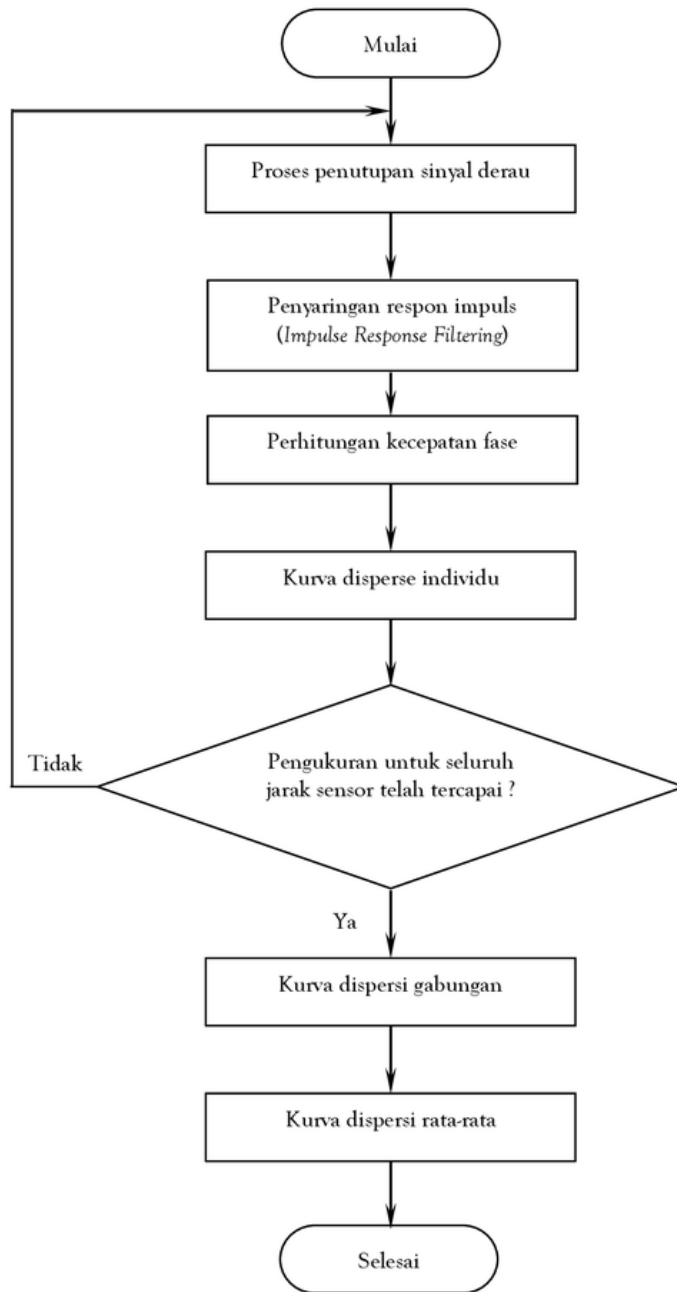 Mulai
Proses penutupan sinyal derau
Penyaringan respon impuls
(Impulse Response Filtering)
Perhitungan kecepatan fase
Kurva disperse individu
Tidak
Pengukuran untuk seluruh
jarak sensor telah tercapai ?
Ya
Kurva dispersi gabungan
Kurva dispersi rata-rata
Selesai